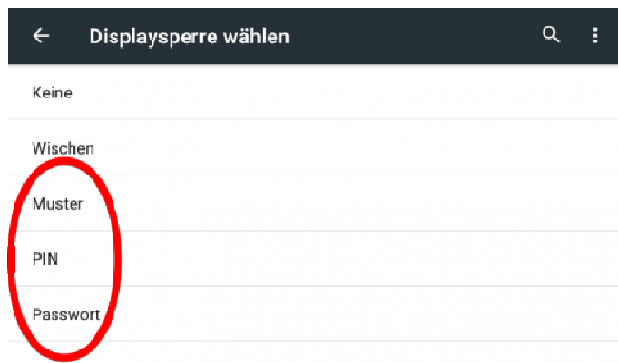 Displaysperre wählen
Keine
Wischen
Muster
PIN
Passwort